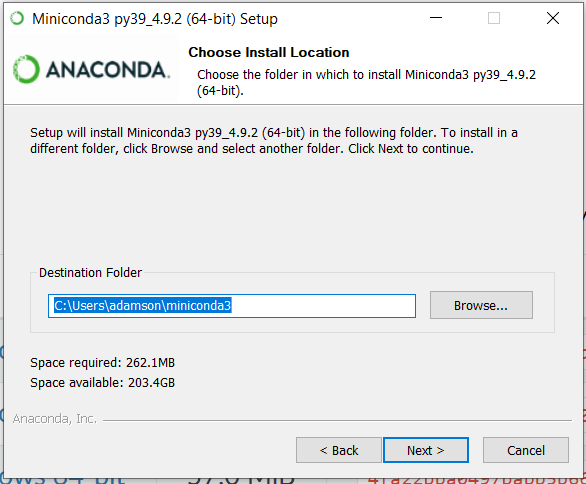 Miniconda3 py39_4.9.2 (64-bit) Setup
ANACONDA.
Choose Install Location
Choose the folder in which to install Miniconda3 py39_4.9.2
(64-bit).
Setup will install Miniconda3 py39_4.9.2 (64-bit) in the following folder. To install in a
different folder, click Browse and select another folder. Click Next to continue.
Destination Folder
C:\Users\adamson\miniconda3
Browse...
Space required: 262.1MB
Space available: 203.4GB
Anaconda, Inc.
< Back
Next >
Cancel